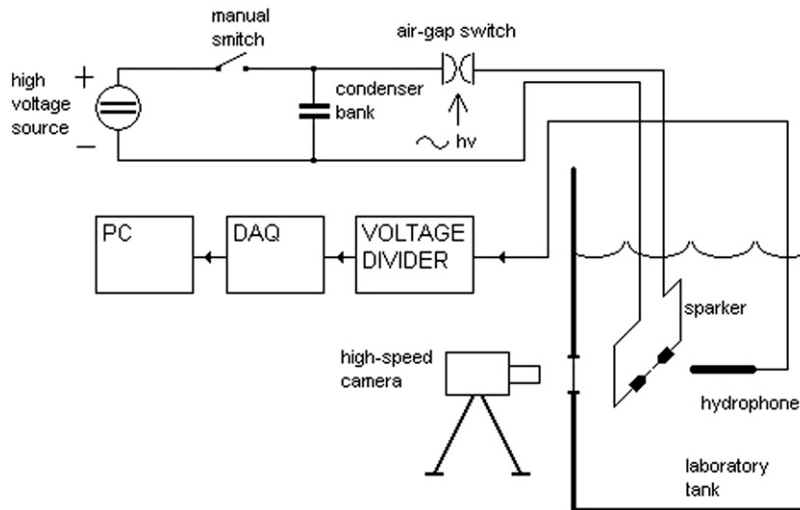 manual
smitch
air-gap switch
high
voltage
source
+
−
condenser
bank
hv
PC
DAQ
VOLTAGE
DIVIDER
sparker
high-speed
camera
hydrophone
laboratory
tank